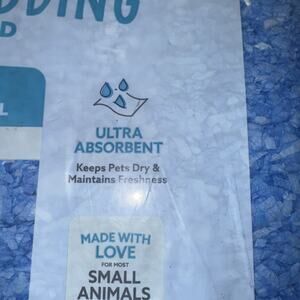 DDING
D
L
ULTRA
ABSORBENT
Keeps Pets Dry &
Maintains Freshness
MADE WITH
LOVE
FOR MOST
SMALL
ANIMALS